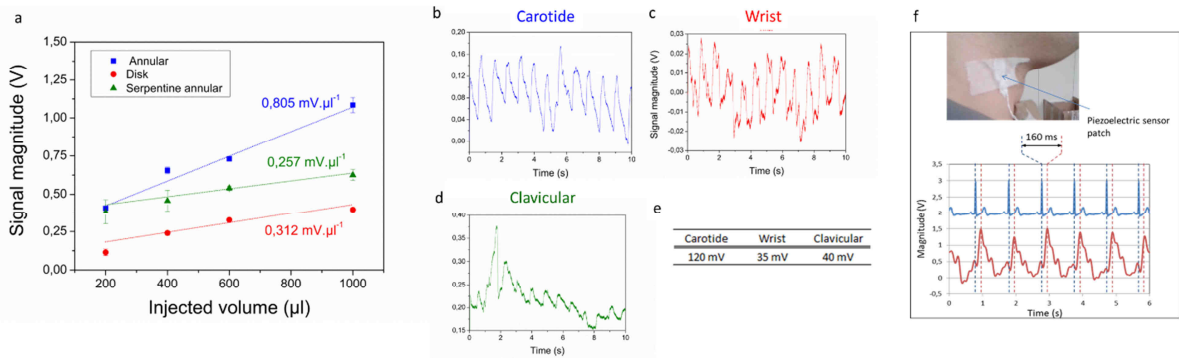 a
1,50
1,25
1,00
0,75
0,50
0,25
0,00
Signal magnitude (V)
Annular
Disk
Serpentine annular
0,805 mV.µl⁻¹
0,257 mV.µl⁻¹
0,312 mV.µl⁻¹
200 400 600 800 1000
Injected volume (µl)
b
Carotide
0,20
0,16
0,12
0,08
0,04
0,00
0 2 4 6 8 10
Time (s)
c
Wrist
Signal magnitude (V)
0,03
0,02
0,01
0,00
-0,01
-0,02
-0,03
0 2 4 6 8 10
Time (s)
d
Clavicular
0,40
0,35
0,30
0,25
0,20
0,15
0 2 4 6 8 10
Time (s)
e
Carotide Wrist Clavicular
120 mV 35 mV 40 mV
f
Piezoelectric sensor
patch
160 ms
Magnitude(V)
3,5
3
2,5
2
1,5
1
0,5
0
-0,5
0 1 2 3 4 5 6
Time (s)